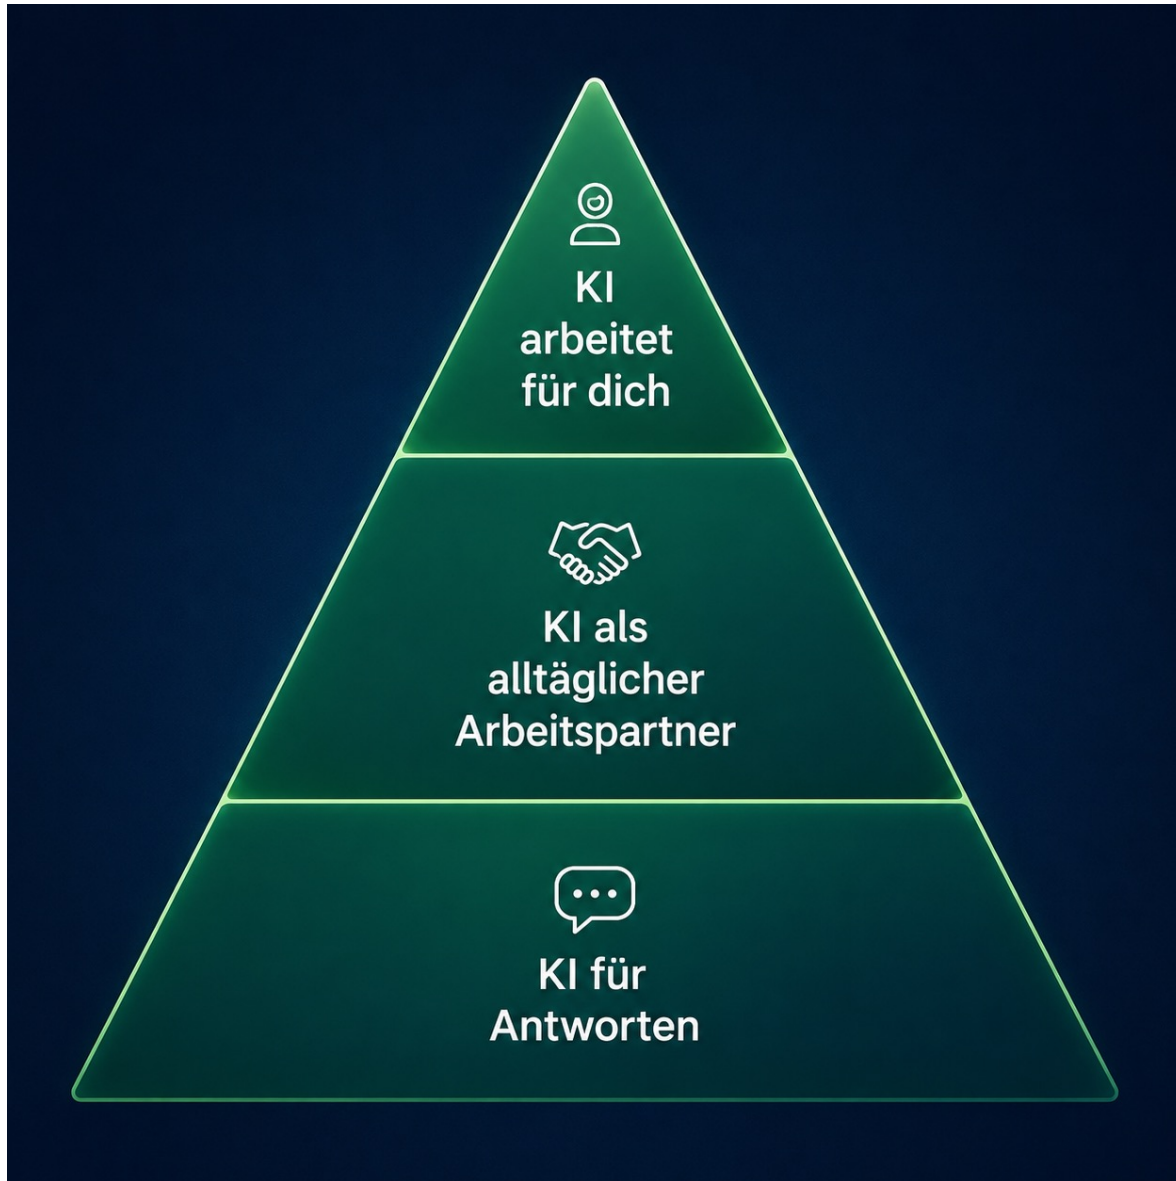 KI
arbeitet
für dich
KI als
alltäglicher
Arbeitspartner
KI für
Antworten